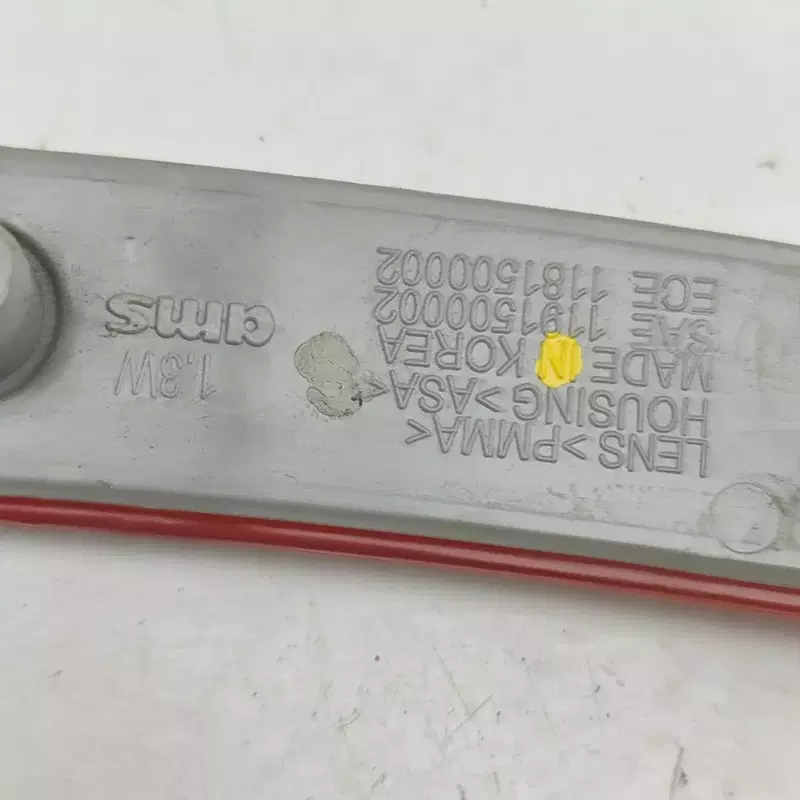 LENS >PMMA<
HOUSING >ASA<
MADE IN KOREA
SAE 1191500002
ECE 1181500002
1.3W
ams